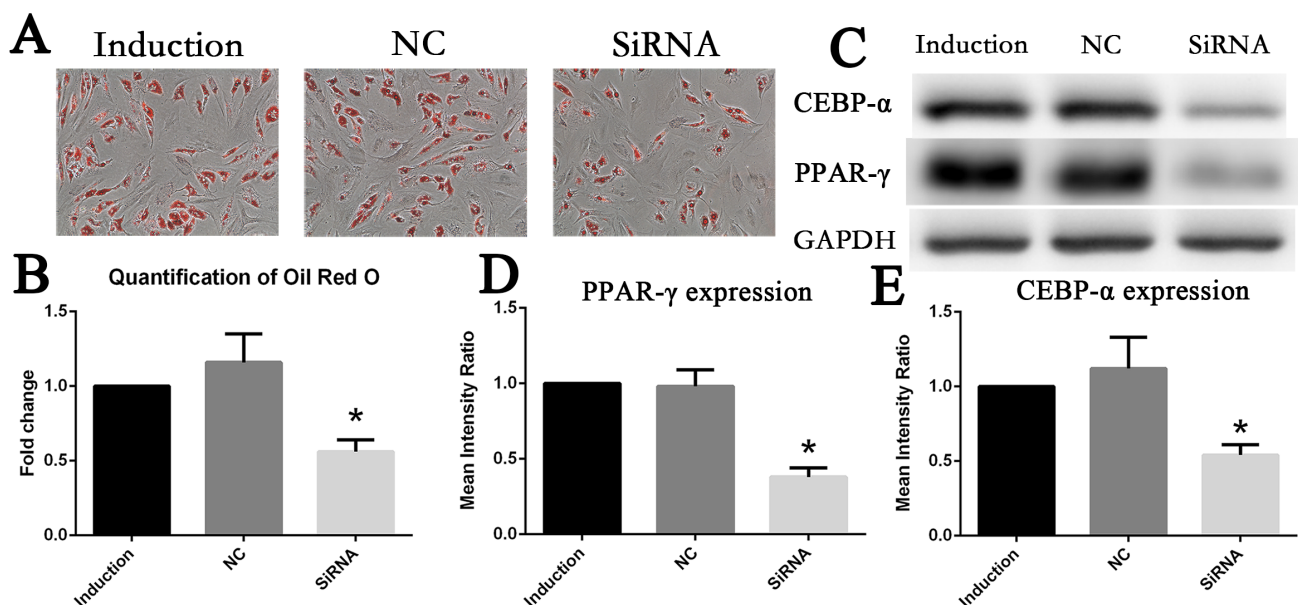 A
Induction
NC
SiRNA
C
Induction
NC
SiRNA
CEBP-α
PPAR-γ
GAPDH
B
Quantification of Oil Red O
Fold change
1.5
1.0
0.5
0.0
*
Induction
NC
SiRNA
D
PPAR-γ expression
Mean Intensity Ratio
1.5
1.0
0.5
0.0
*
Induction
NC
SiRNA
E
CEBP-α expression
Mean Intensity Ratio
1.5
1.0
0.5
0.0
*
Induction
NC
SiRNA